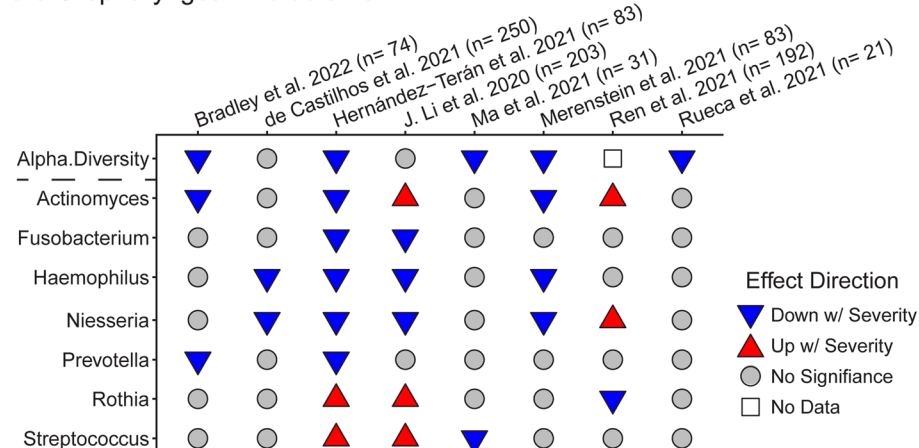 Bradley et al. 2022 (n= 74)
de Castilhos et al. 2021 (n= 250)
Hernández−Terán et al. 2021 (n= 83)
J. Li et al. 2020 (n= 203)
Ma et al. 2021 (n= 31)
Merenstein et al. 2021 (n= 83)
Ren et al. 2021 (n= 192)
Rueca et al. 2021 (n= 21)
Alpha.Diversity
Actinomyces
Fusobacterium
Haemophilus
Niesseria
Prevotella
Rothia
Streptococcus
Effect Direction
Down w/ Severity
Up w/ Severity
No Signifiance
No Data